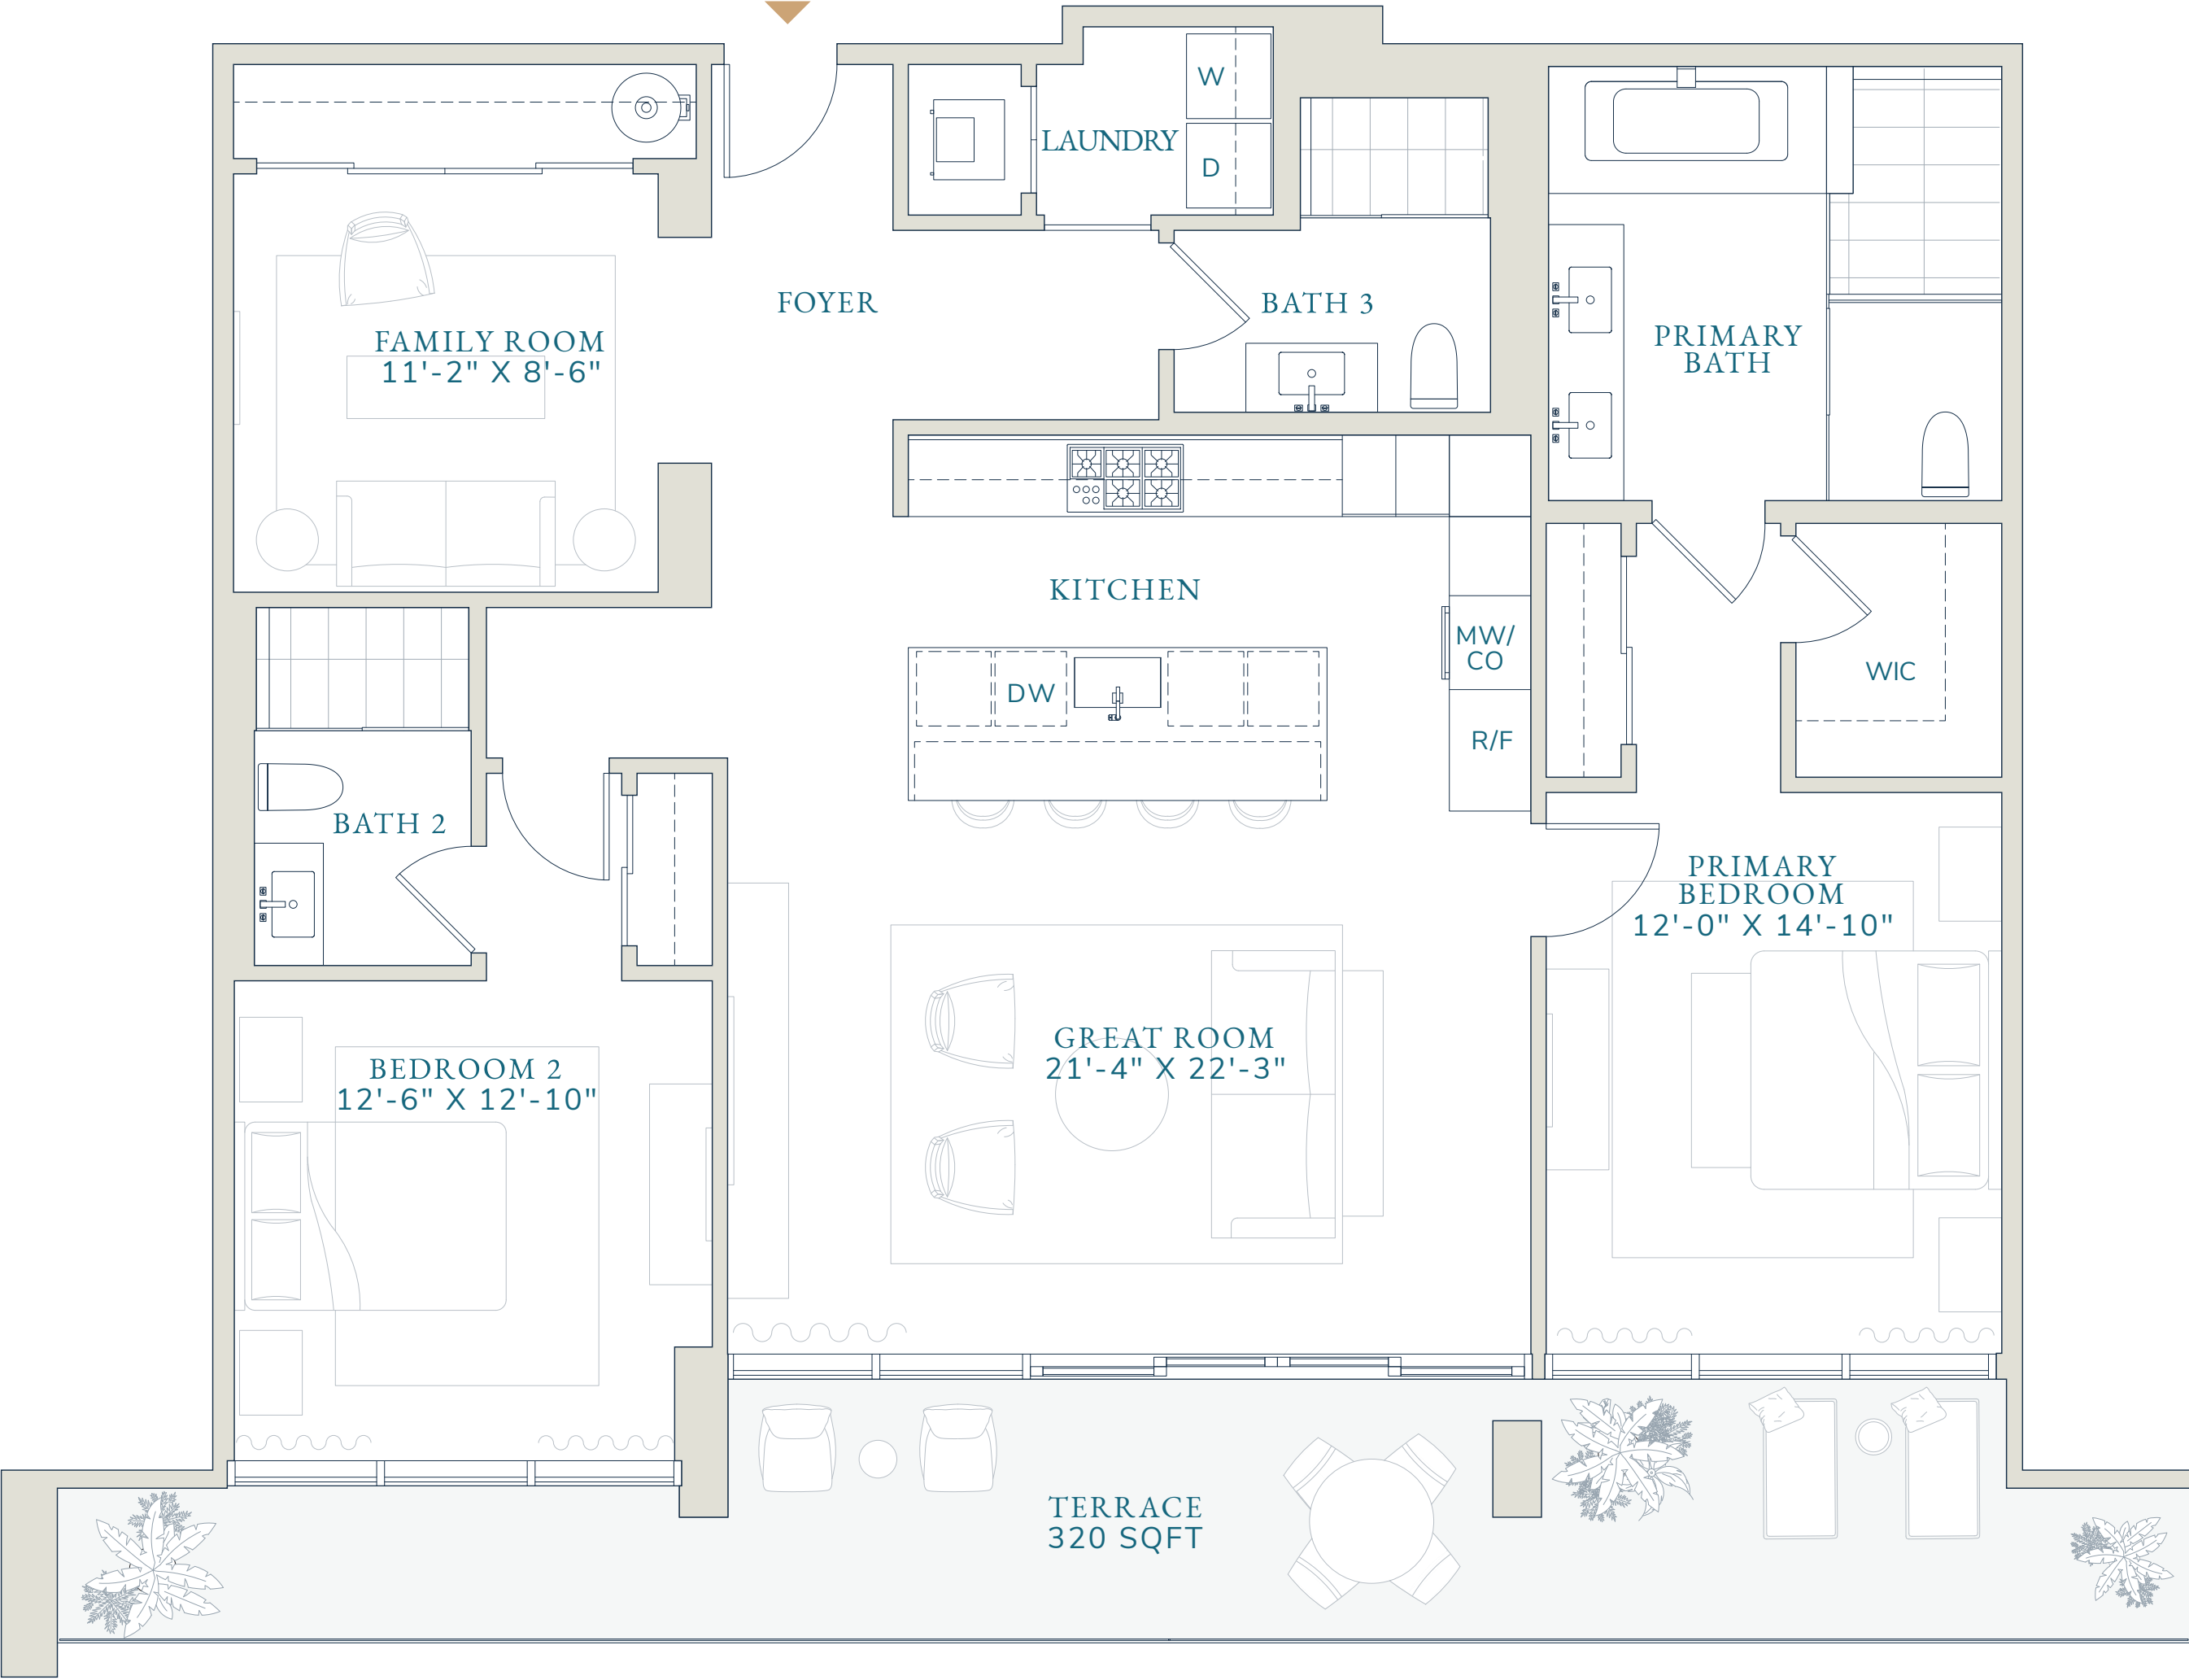 W
LAUNDRY
D
FOYER
BATH 3
FAMILY ROOM
11'-2" X 8'-6"
PRIMARY
BATH
KITCHEN
MW/
CO
WIC
DW
R/F
BATH 2
PRIMARY
BEDROOM
12'-0" X 14'-10"
GREAT ROOM
21'-4" X 22'-3"
BEDROOM 2
12'-6" X 12'-10"
TERRACE
320 SQFT